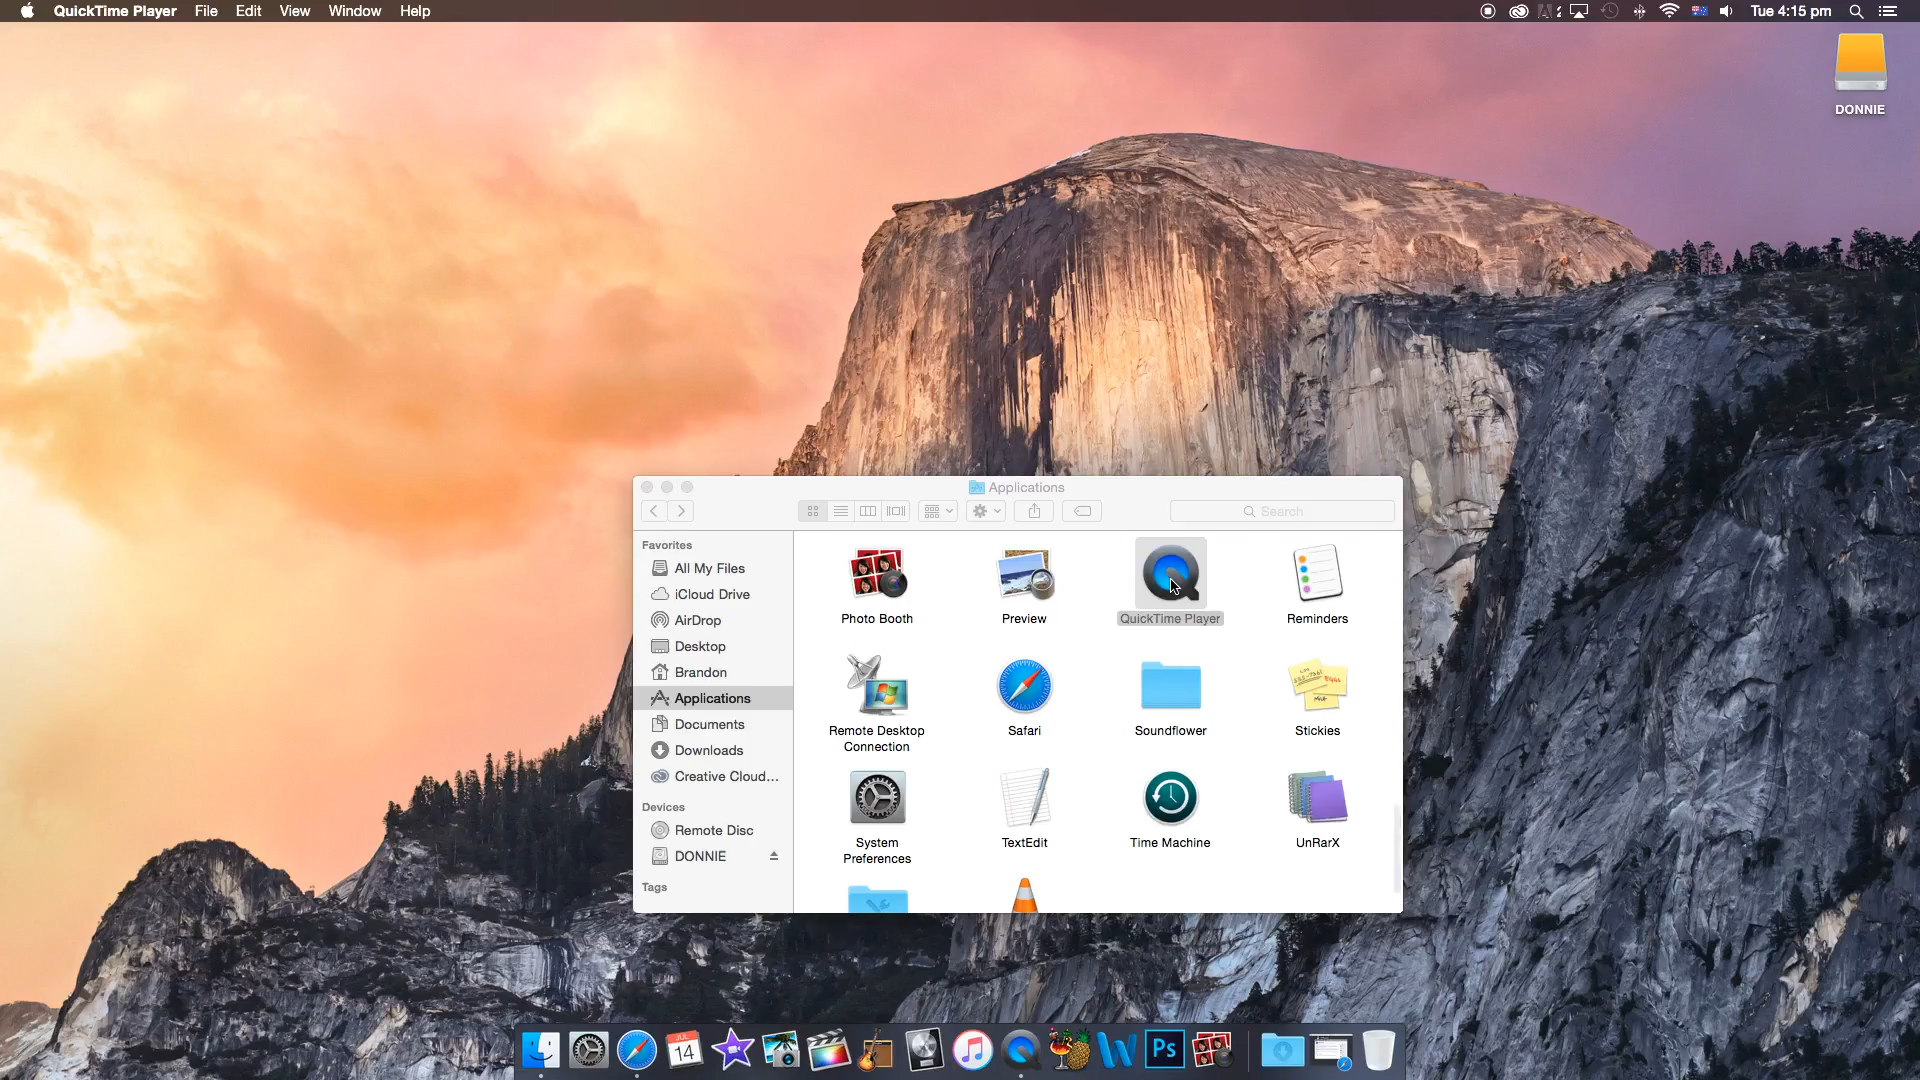 QuickTime Player File Edit View Window Help
2 Tue 4:15 pm
DONNIE
Applications
Search
Favorites
All My Files
iCloud Drive
AirDrop
Desktop
Brandon
Applications
Documents
Downloads
Creative Cloud...
Devices
Remote Disc
DONNIE
Tags
Photo Booth
Preview
QuickTime Player
Reminders
Remote Desktop
Connection
Safari
Soundflower
Stickies
System
Preferences
TextEdit
Time Machine
UnRarX
JUL
14
W
Ps